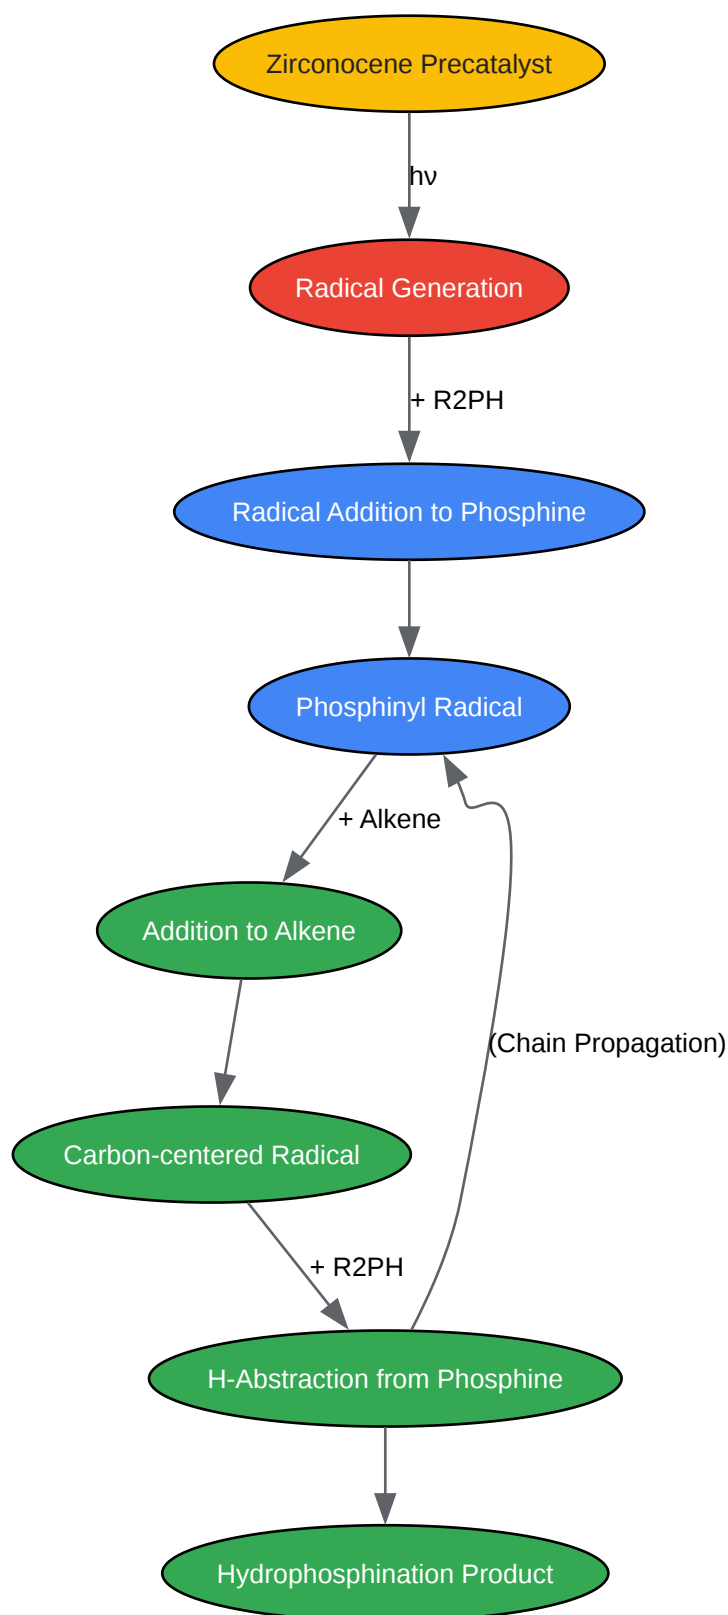 Zirconocene Precatalyst
hν
Radical Generation
+ R2PH
Radical Addition to Phosphine
Phosphinyl Radical
+ Alkene
Addition to Alkene
(Chain Propagation)
Carbon-centered Radical
+ R2PH
H-Abstraction from Phosphine
Hydrophosphination Product